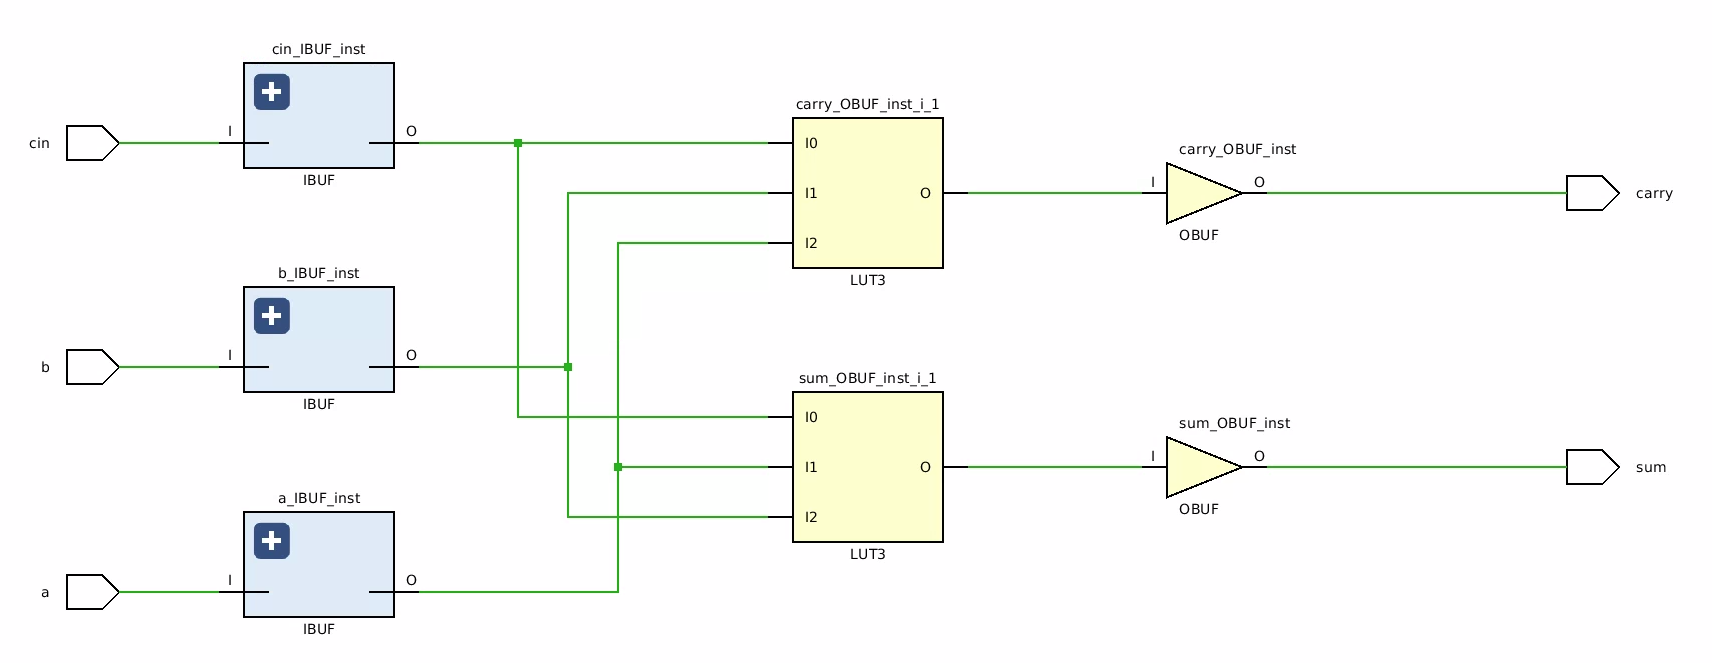 cin_IBUF_inst
cin
I
O
IBUF
b_IBUF_inst
b
I
O
IBUF
a_IBUF_inst
a
I
O
IBUF
carry_OBUF_inst_i_1
I0
I1
I2
O
LUT3
sum_OBUF_inst_i_1
I0
I1
I2
O
LUT3
carry_OBUF_inst
I
O
OBUF
carry
sum_OBUF_inst
I
O
OBUF
sum